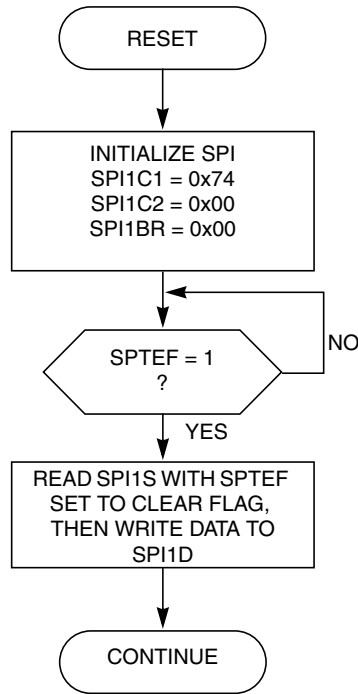 RESET
INITIALIZE SPI
SPI1C1 = 0x74
SPI1C2 = 0x00
SPI1BR = 0x00
SPTEF = 1
?
NO
YES
READ SPI1S WITH SPTEF
SET TO CLEAR FLAG,
THEN WRITE DATA TO
SPI1D
CONTINUE